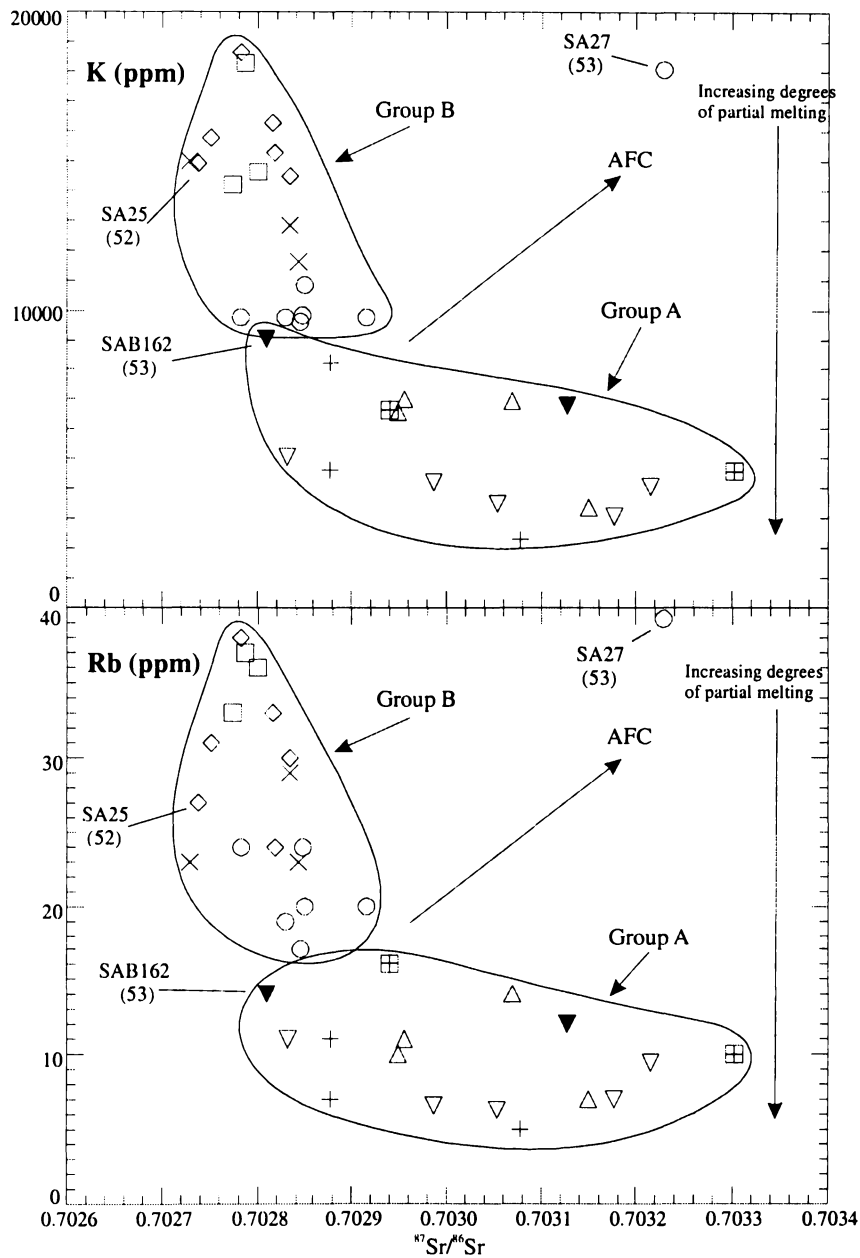 20000
K (ppm)
SA27
(53)
Increasing degrees
of partial melting
Group B
AFC
SA25
(52)
Group A
10000
SAB162
(53)
0
40
Rb (ppm)
SA27
(53)
Increasing degrees
of partial melting
Group B
AFC
30
SA25
(52)
20
Group A
SAB162
(53)
10
0
0.7026 0.7027 0.7028 0.7029 0.7030 0.7031 0.7032 0.7033 0.7034
⁸⁷Sr/⁸⁶Sr